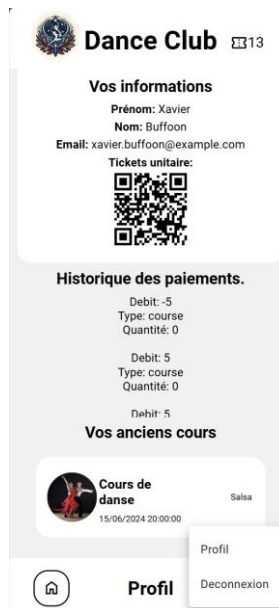 Dance Club 13
Vos informations
Prénom: Xavier
Nom: Buffoon
Email: xavier.buffoon@example.com
Tickets unitaire:
Historique des paiements.
Debit: -5
Type: course
Quantité: 0
Debit: 5
Type: course
Quantité: 0
Debit: 5
Vos anciens cours
Cours de
danse
Salsa
15/06/2024 20:00:00
Profil
Deconnexion
Profil